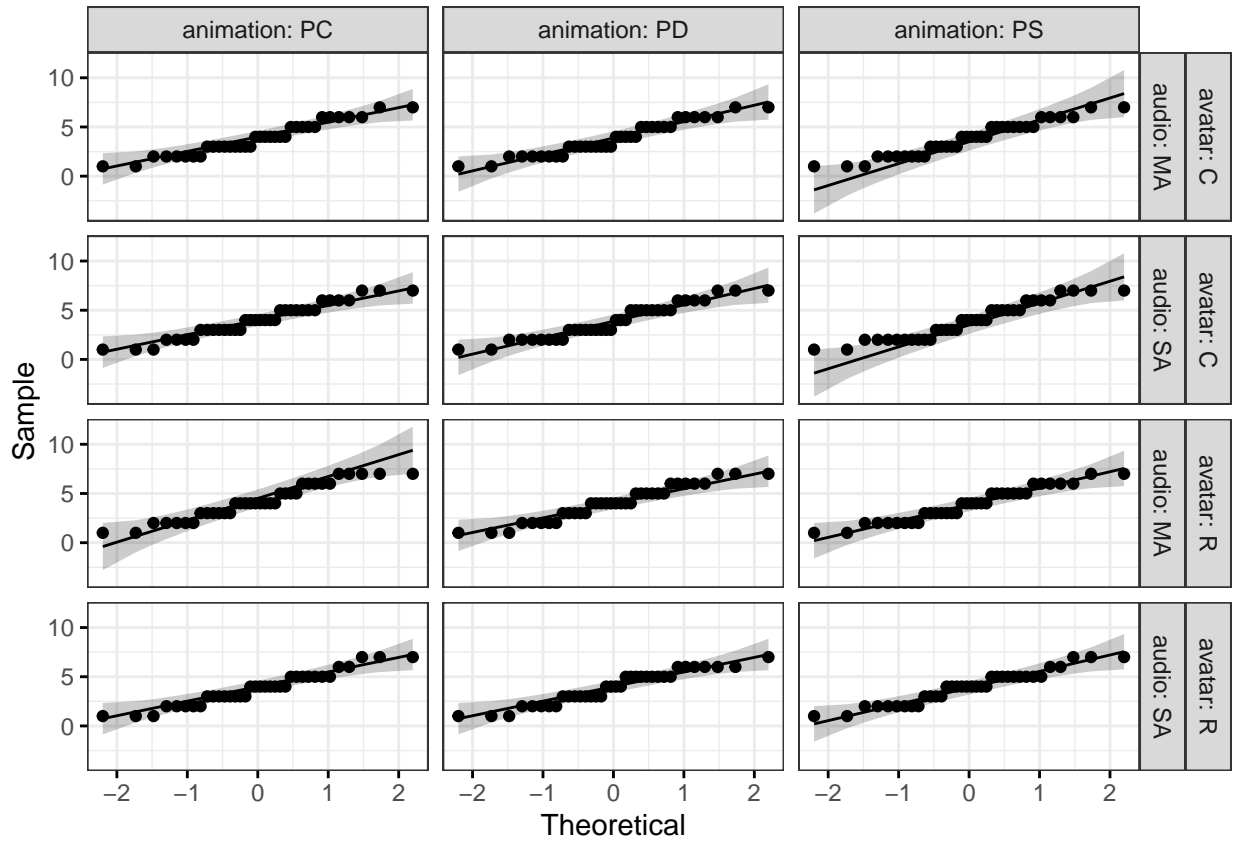 animation: PC
animation: PD
animation: PS
10
5
0
audio: MA
avatar: C
10
5
0
audio: SA
avatar: C
10
5
0
audio: MA
avatar: R
10
5
0
audio: SA
avatar: R
Sample
−2
−1
0
1
2
−2
−1
0
1
2
−2
−1
0
1
2
Theoretical